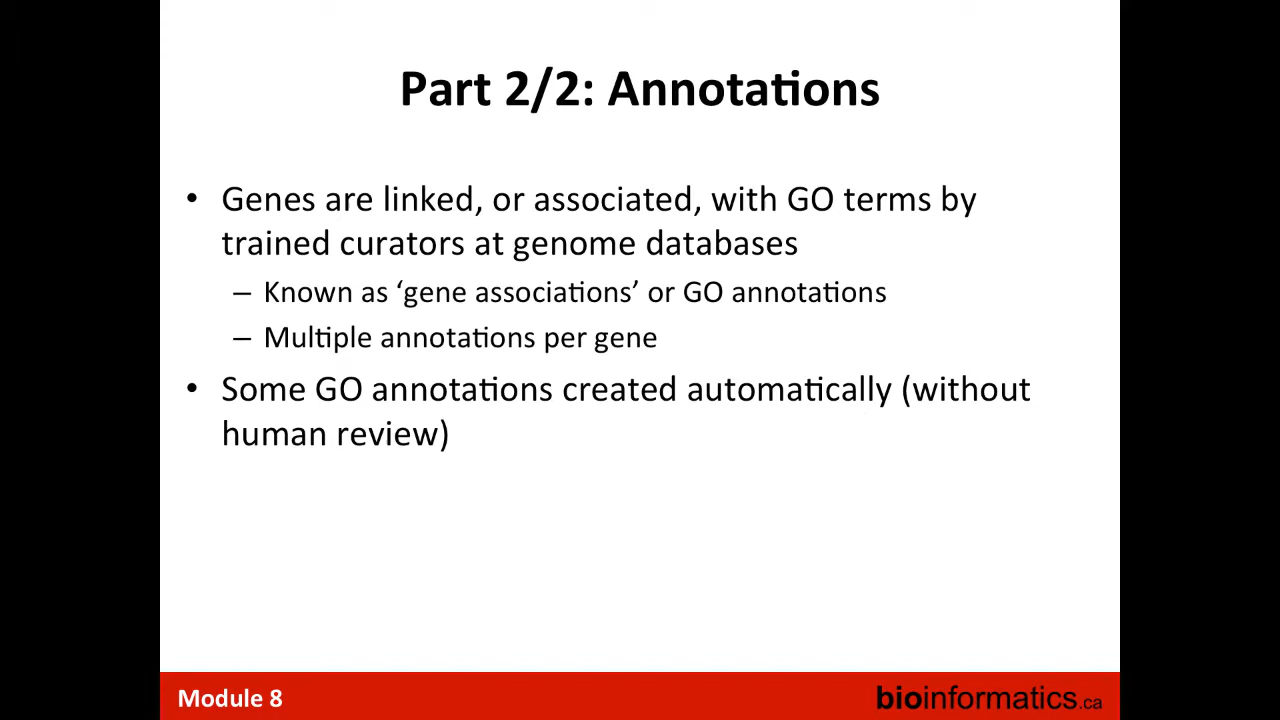 Part 2/2: Annotations
• Genes are linked, or associated, with GO terms by
trained curators at genome databases
– Known as ‘gene associations’ or GO annotations
– Multiple annotations per gene
• Some GO annotations created automatically (without
human review)
Module 8
bioinformatics.ca